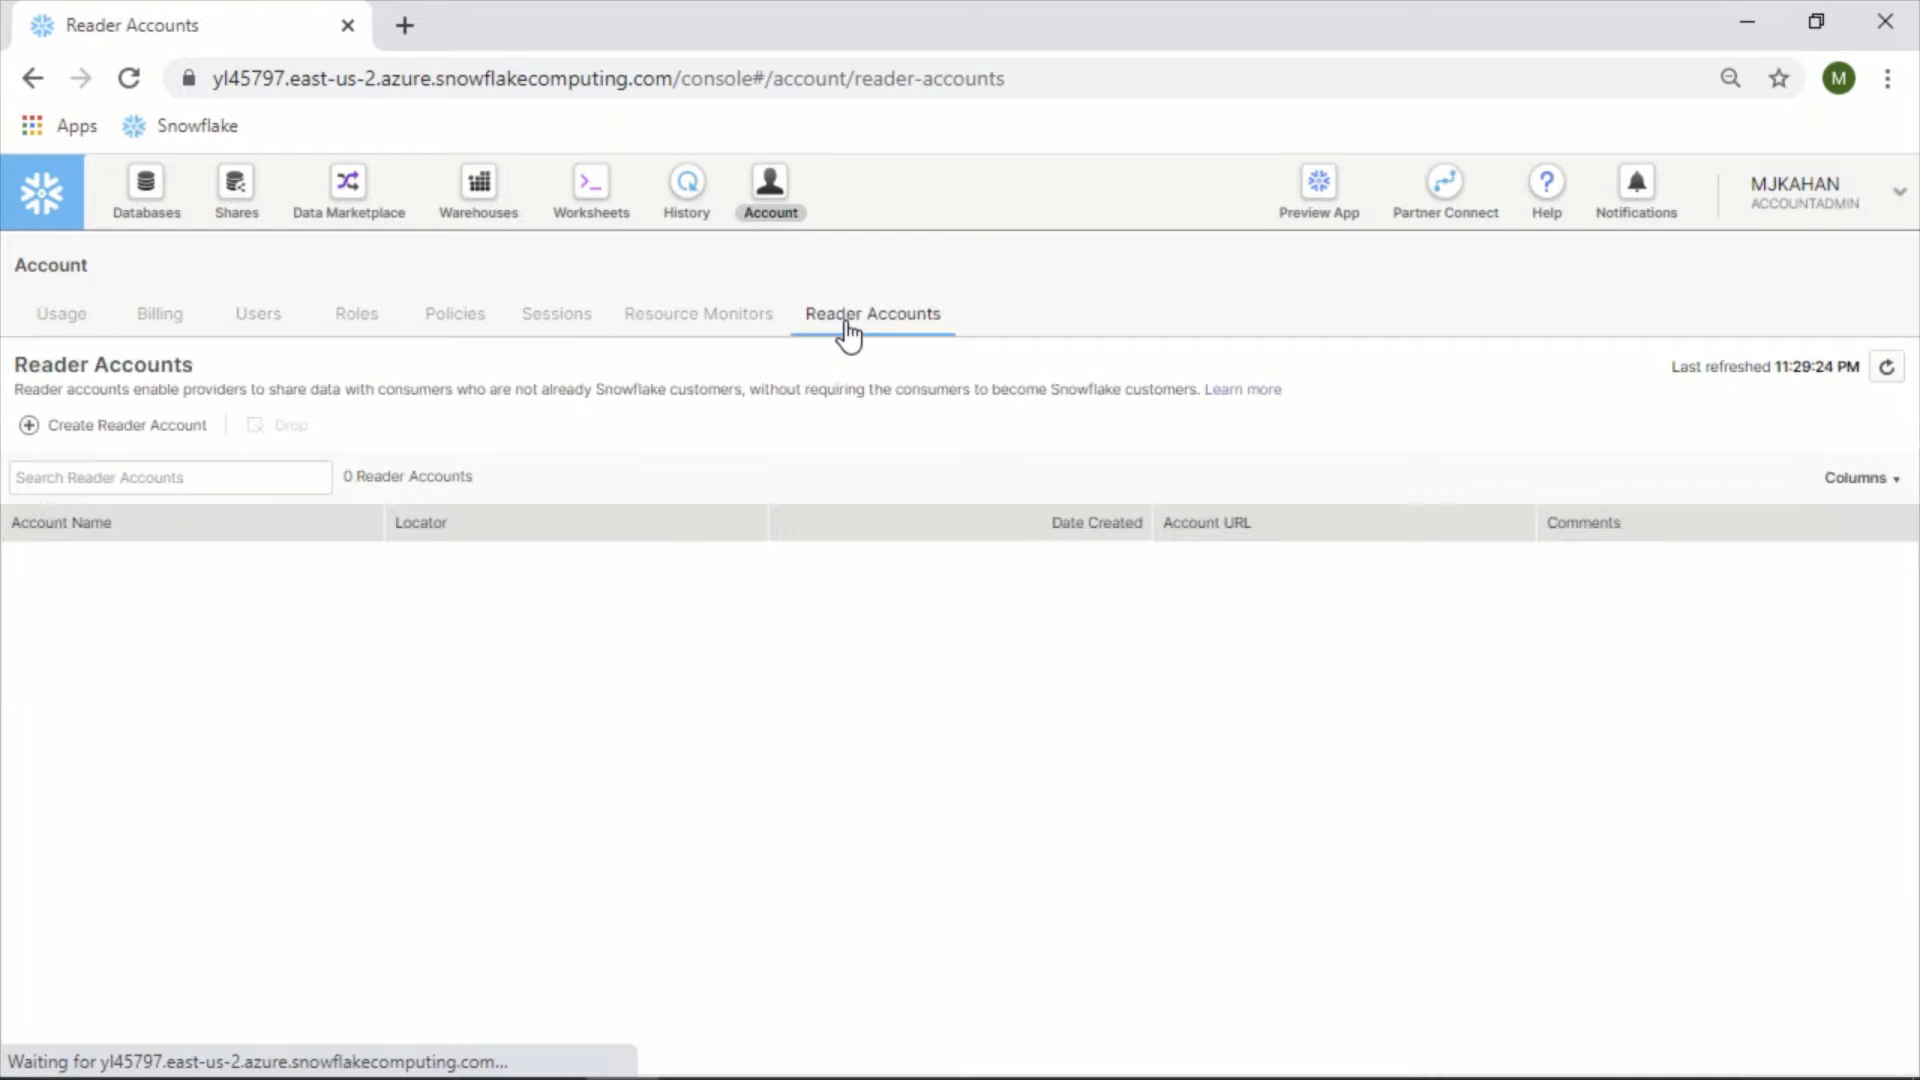 Reader Accounts
yl45797.east-us-2.azure.snowflakecomputing.com/console#/account/reader-accounts
M
Apps Snowflake
Databases Shares Data Marketplace Warehouses Worksheets History Account Preview App Partner Connect Help Notifications
MJKAHAN
ACCOUNTADMIN
Account
Usage Billing Users Roles Policies Sessions Resource Monitors Reader Accounts
Reader Accounts
Last refreshed 11:29:24 PM
Reader accounts enable providers to share data with consumers who are not already Snowflake customers, without requiring the consumers to become Snowflake customers. Learn more
Create Reader Account Drop
Search Reader Accounts 0 Reader Accounts Columns
Account Name Locator Date Created Account URL Comments
Waiting for yl45797.east-us-2.azure.snowflakecomputing.com...